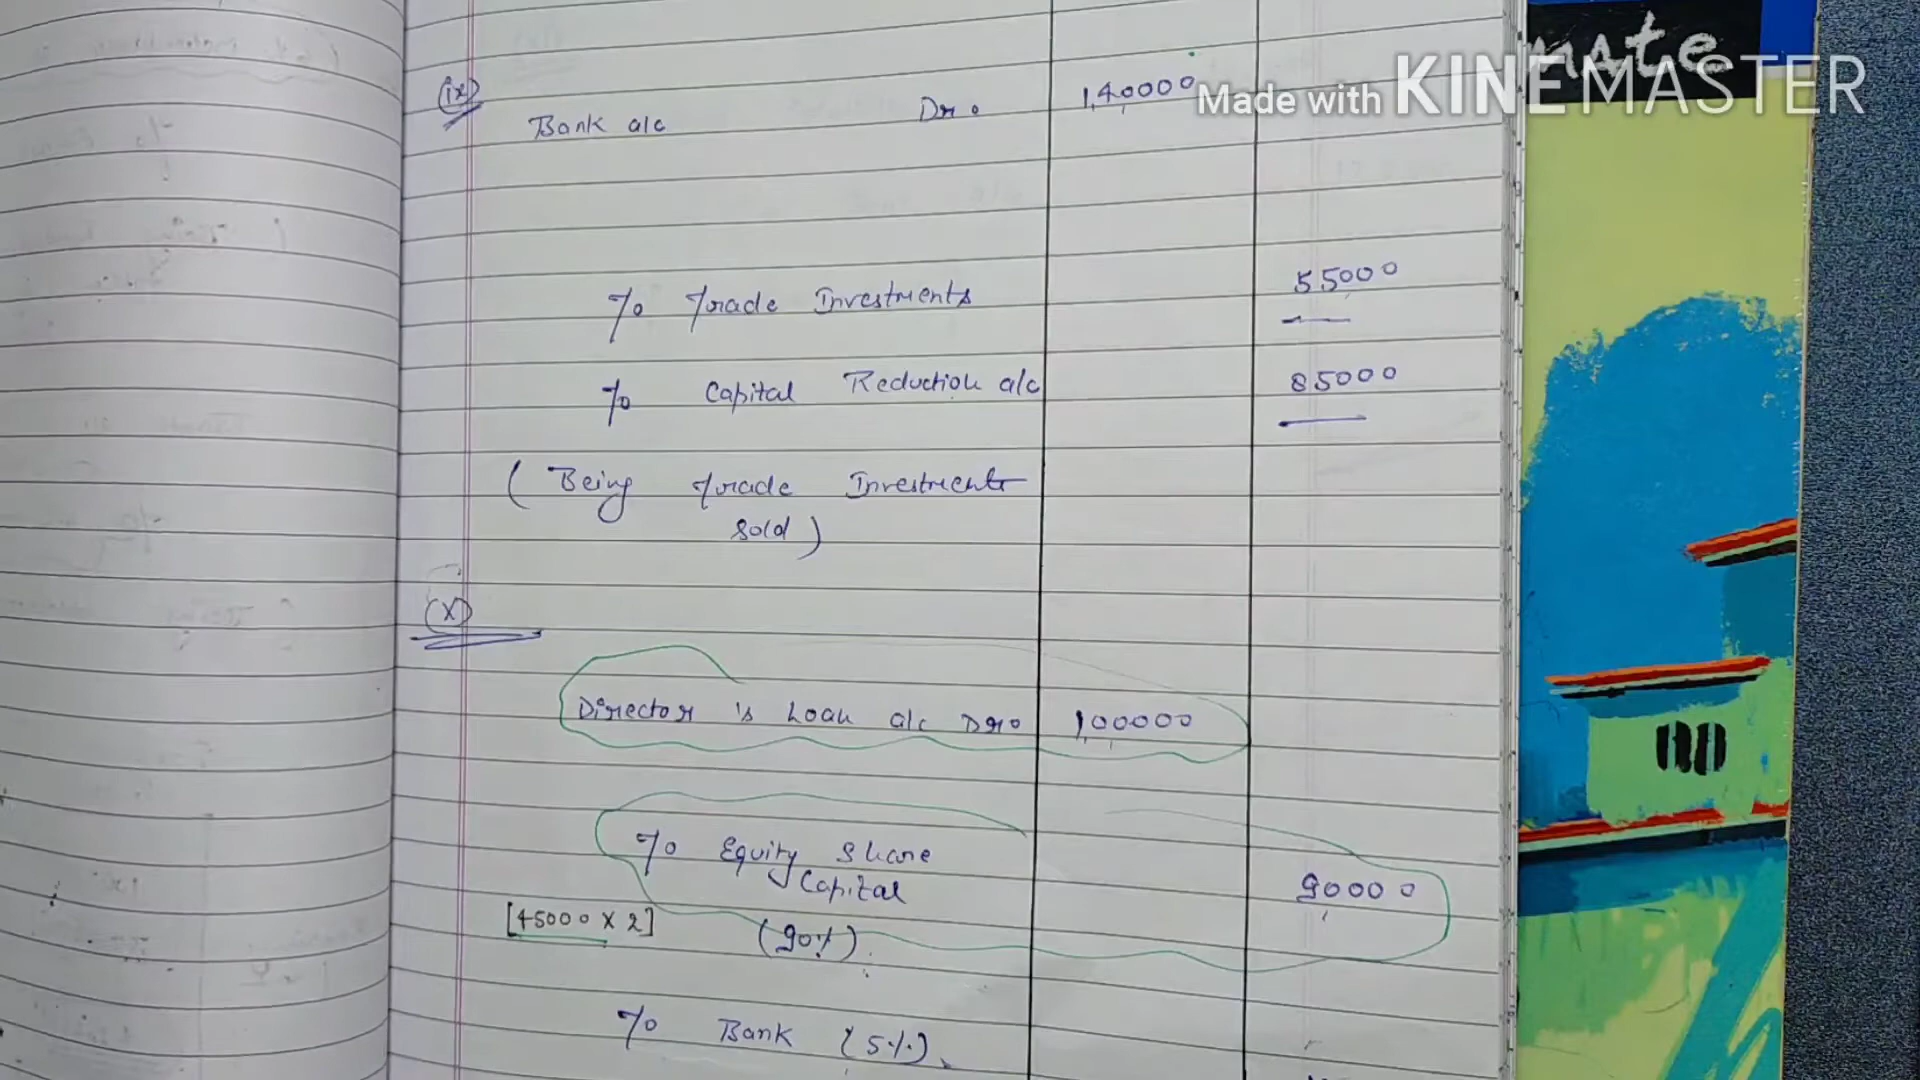 mate
Made with KINEMASTER
(ix)
Bank a/c Dr. 1,40000
To Trade Investments 55000
To Capital Reduction a/c 85000
( Being trade Investments
sold )
(X)
Director's Loan a/c Dr. 1,00000
To Equity Share
Capital 90000
[45000 X 2] (90%)
To Bank (5%)